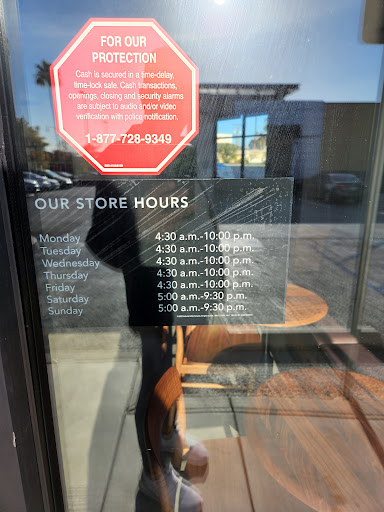 FOR OUR
PROTECTION
Cash is secured in a time-delay,
time-lock safe. Cash transactions,
openings, closing and security alarms
are subject to audio and/or video
verification with police notification.
1-877-728-9349
OUR STORE HOURS
Monday 4:30 a.m.-10:00 p.m.
Tuesday 4:30 a.m.-10:00 p.m.
Wednesday 4:30 a.m.-10:00 p.m.
Thursday 4:30 a.m.-10:00 p.m.
Friday 4:30 a.m.-10:00 p.m.
Saturday 5:00 a.m.-9:30 p.m.
Sunday 5:00 a.m.-9:30 p.m.